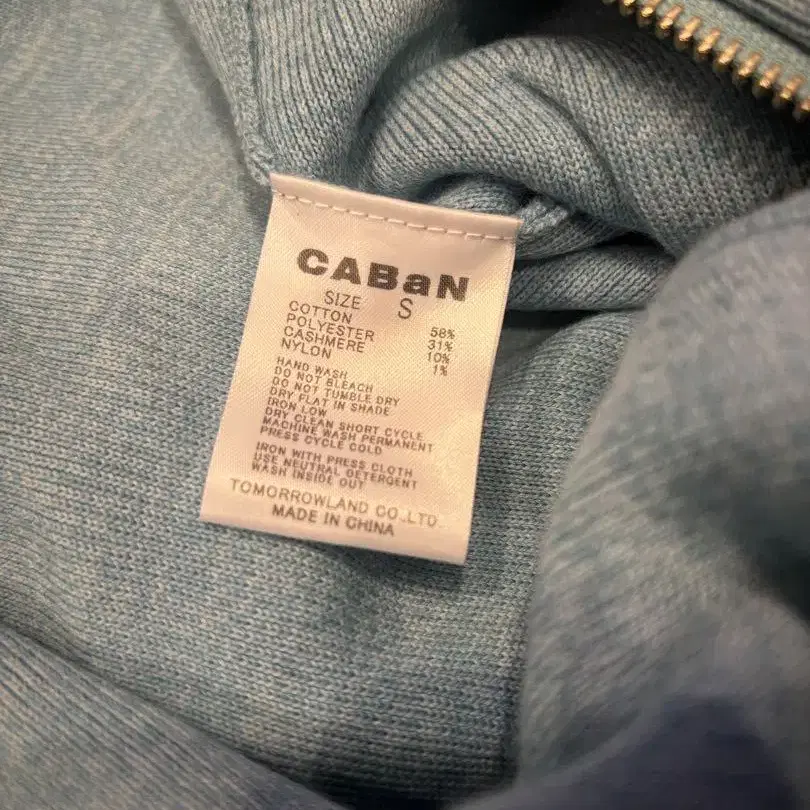 CABaN
SIZE S
COTTON 58%
POLYESTER 31%
CASHMERE 10%
NYLON 1%
HAND WASH
DO NOT BLEACH
DO NOT TUMBLE DRY
DRY FLAT IN SHADE
IRON LOW
DRY CLEAN SHORT CYCLE
MACHINE WASH PERMANENT
PRESS CYCLE COLD
IRON WITH PRESS CLOTH
USE NEUTRAL DETERGENT
WASH INSIDE OUT
TOMORROWLAND CO.,LTD.
MADE IN CHINA